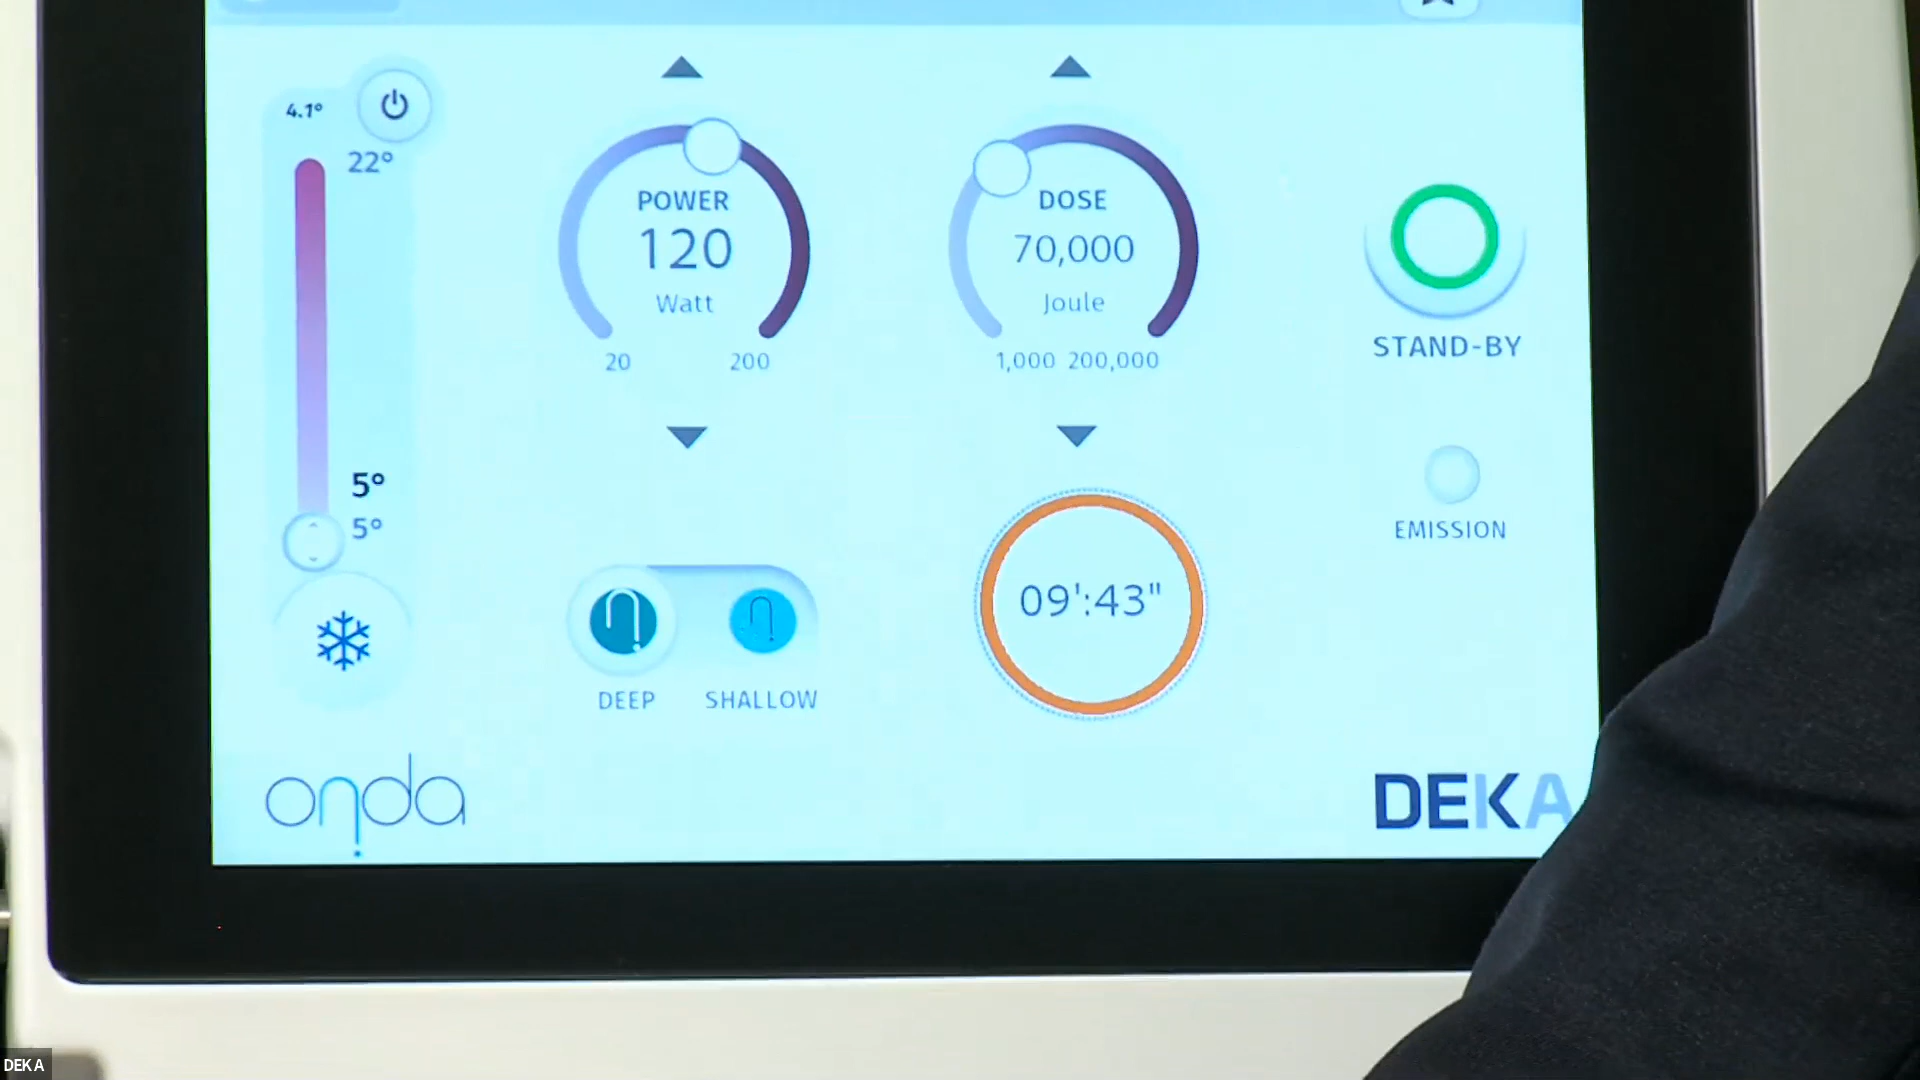 4.1°
22°
5°
5°
POWER
120
Watt
20 200
DEEP SHALLOW
DOSE
70,000
Joule
1,000 200,000
09':43"
STAND-BY
EMISSION
onda
DEKA
DEKA